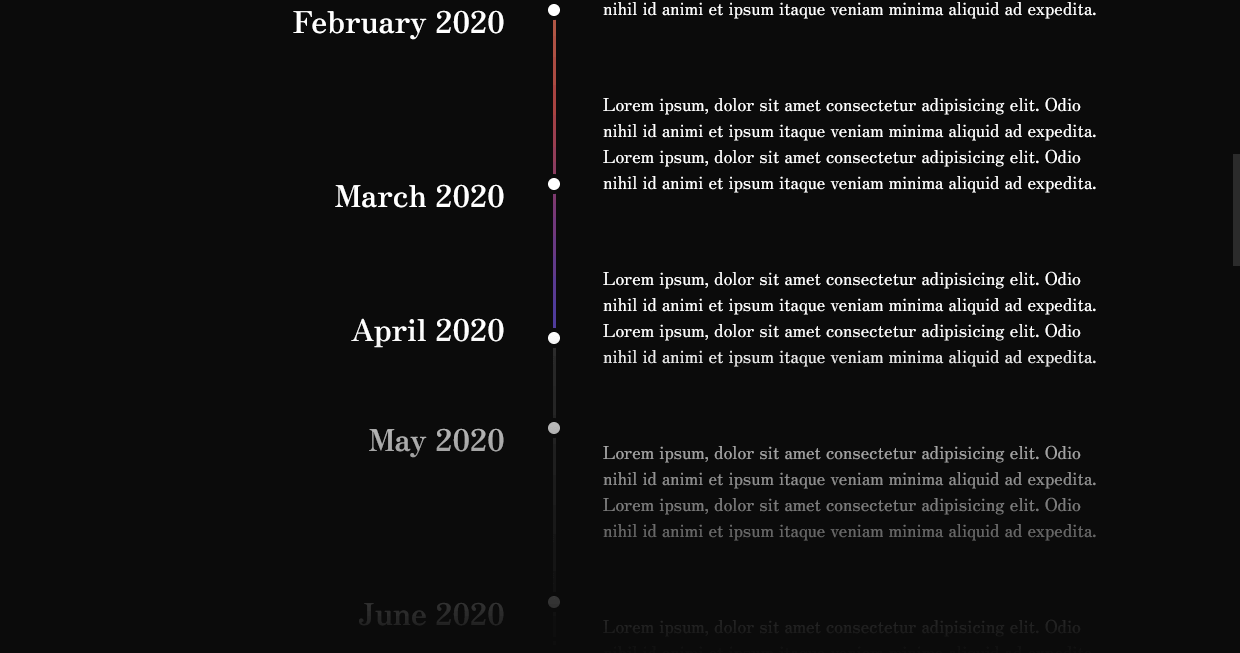 February 2020
nihil id animi et ipsum itaque veniam minima aliquid ad expedita.
Lorem ipsum, dolor sit amet consectetur adipisicing elit. Odio
nihil id animi et ipsum itaque veniam minima aliquid ad expedita.
Lorem ipsum, dolor sit amet consectetur adipisicing elit. Odio
nihil id animi et ipsum itaque veniam minima aliquid ad expedita.
March 2020
Lorem ipsum, dolor sit amet consectetur adipisicing elit. Odio
nihil id animi et ipsum itaque veniam minima aliquid ad expedita.
Lorem ipsum, dolor sit amet consectetur adipisicing elit. Odio
nihil id animi et ipsum itaque veniam minima aliquid ad expedita.
April 2020
May 2020
Lorem ipsum, dolor sit amet consectetur adipisicing elit. Odio
nihil id animi et ipsum itaque veniam minima aliquid ad expedita.
Lorem ipsum, dolor sit amet consectetur adipisicing elit. Odio
nihil id animi et ipsum itaque veniam minima aliquid ad expedita.
June 2020
Lorem ipsum, dolor sit amet consectetur adipisicing elit. Odio